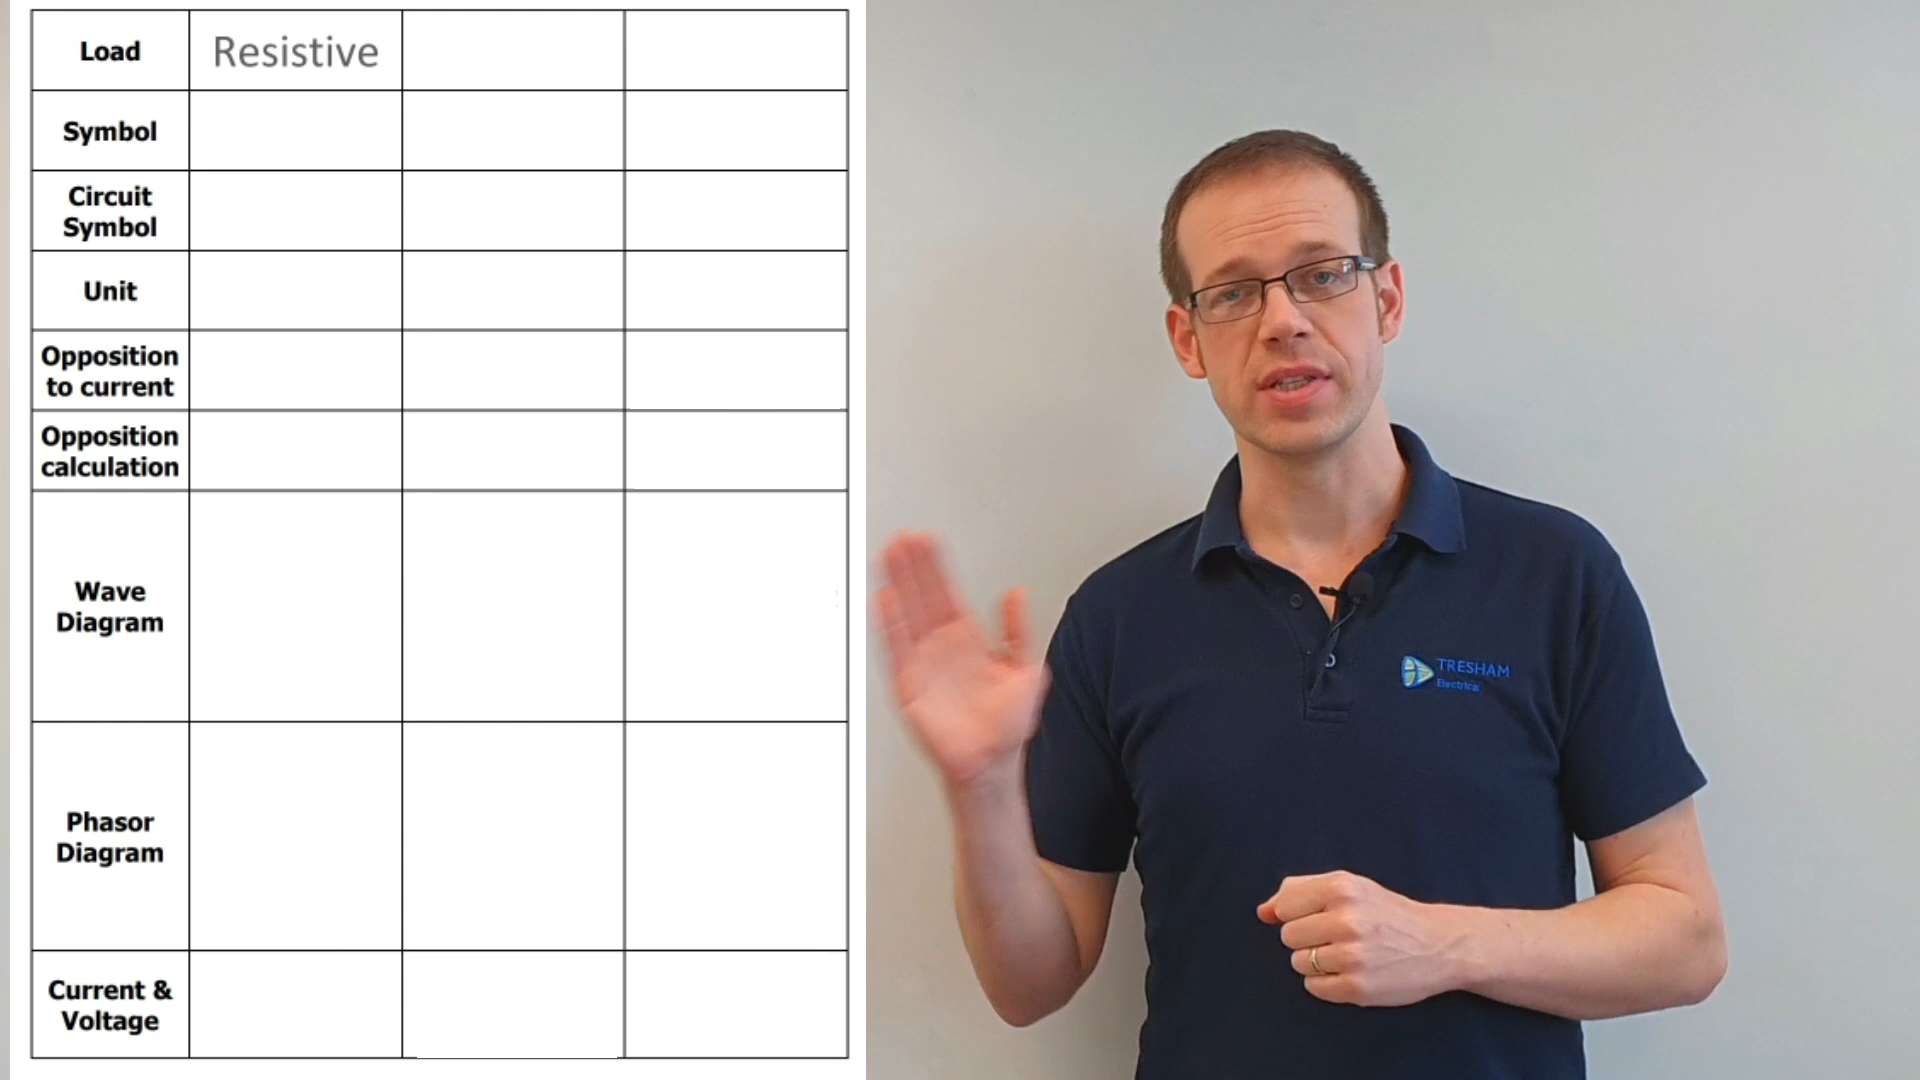 Load
Resistive
Symbol
Circuit
Symbol
Unit
Opposition
to current
Opposition
calculation
Wave
Diagram
Phasor
Diagram
Current &
Voltage
TRESHAM
Electrical